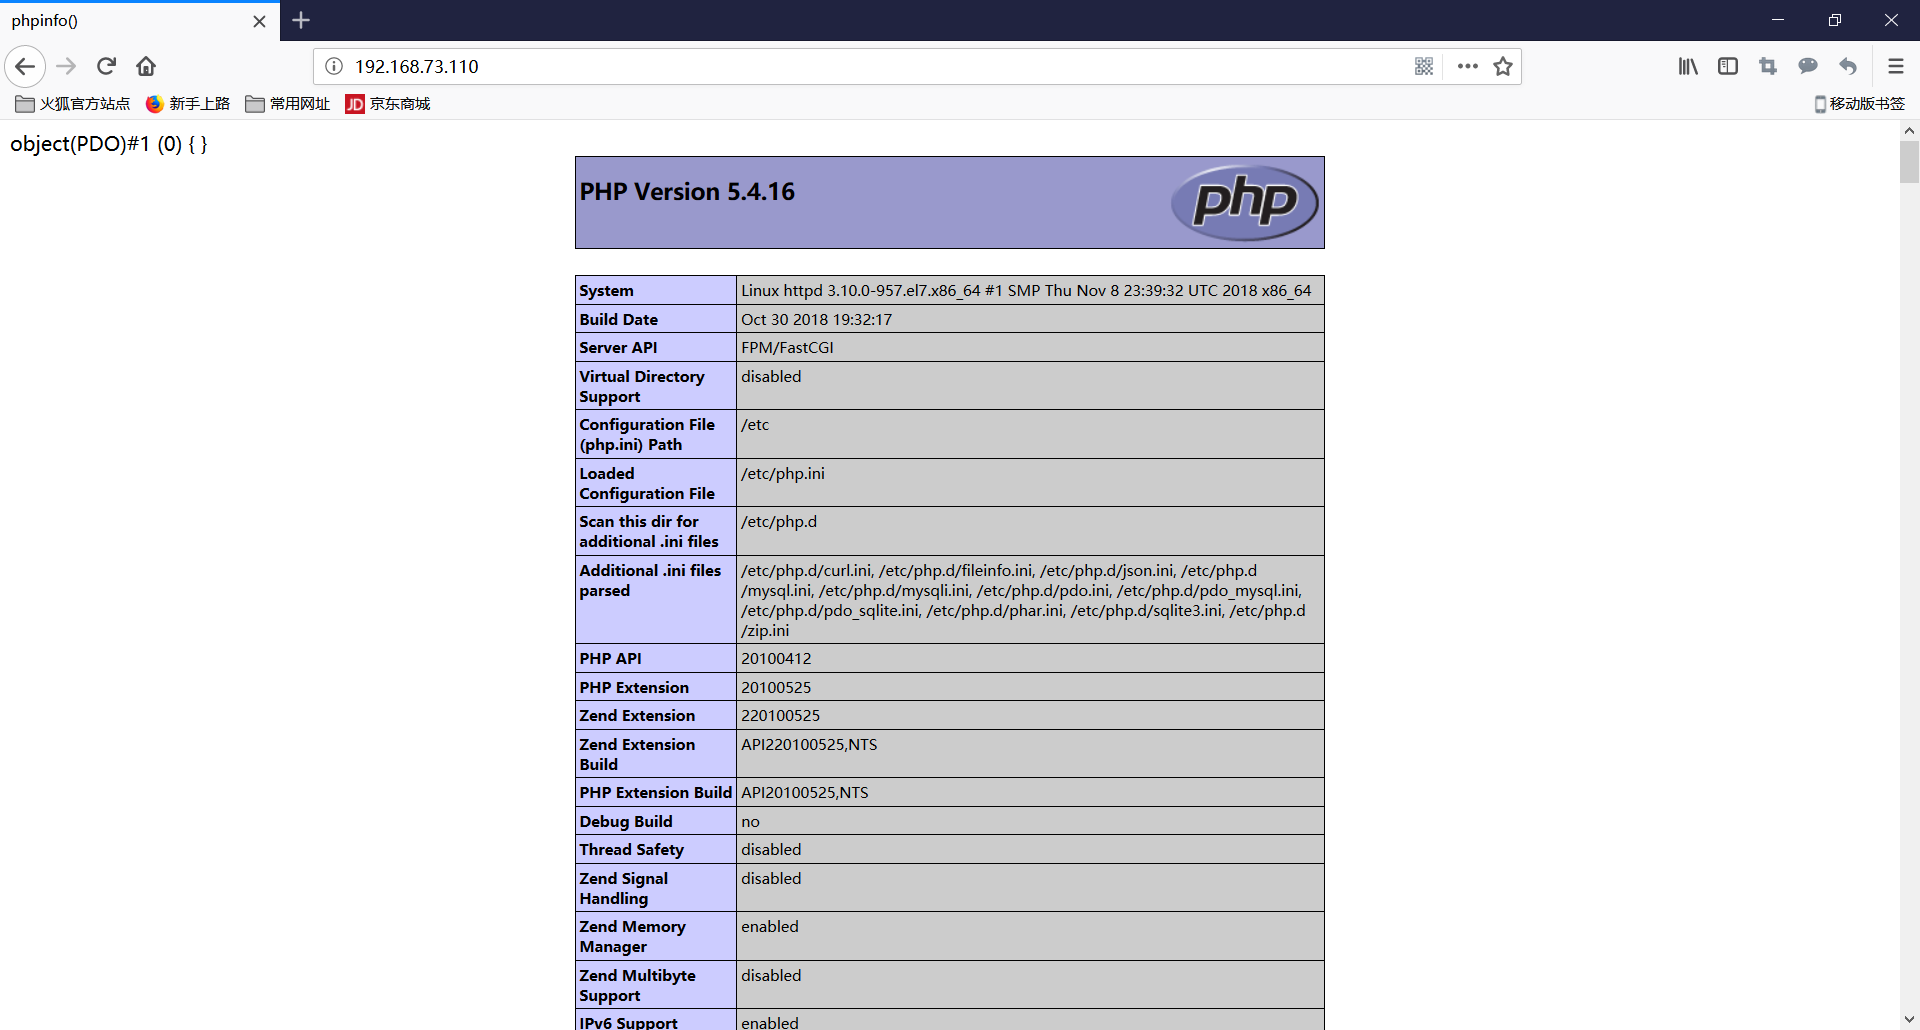 phpinfo()
192.168.73.110
火狐官方站点 新手上路 常用网址 JD 京东商城 移动版书签
object(PDO)#1 (0) { }
PHP Version 5.4.16
php
System Linux httpd 3.10.0-957.el7.x86_64 #1 SMP Thu Nov 8 23:39:32 UTC 2018 x86_64
Build Date Oct 30 2018 19:32:17
Server API FPM/FastCGI
Virtual Directory disabled
Support
Configuration File /etc
(php.ini) Path
Loaded /etc/php.ini
Configuration File
Scan this dir for /etc/php.d
additional .ini files
Additional .ini files /etc/php.d/curl.ini, /etc/php.d/fileinfo.ini, /etc/php.d/json.ini, /etc/php.d
parsed /mysql.ini, /etc/php.d/mysqli.ini, /etc/php.d/pdo.ini, /etc/php.d/pdo_mysql.ini,
/etc/php.d/pdo_sqlite.ini, /etc/php.d/phar.ini, /etc/php.d/sqlite3.ini, /etc/php.d
/zip.ini
PHP API 20100412
PHP Extension 20100525
Zend Extension 220100525
Zend Extension API220100525,NTS
Build
PHP Extension Build API20100525,NTS
Debug Build no
Thread Safety disabled
Zend Signal disabled
Handling
Zend Memory enabled
Manager
Zend Multibyte disabled
Support
IPv6 Support enabled